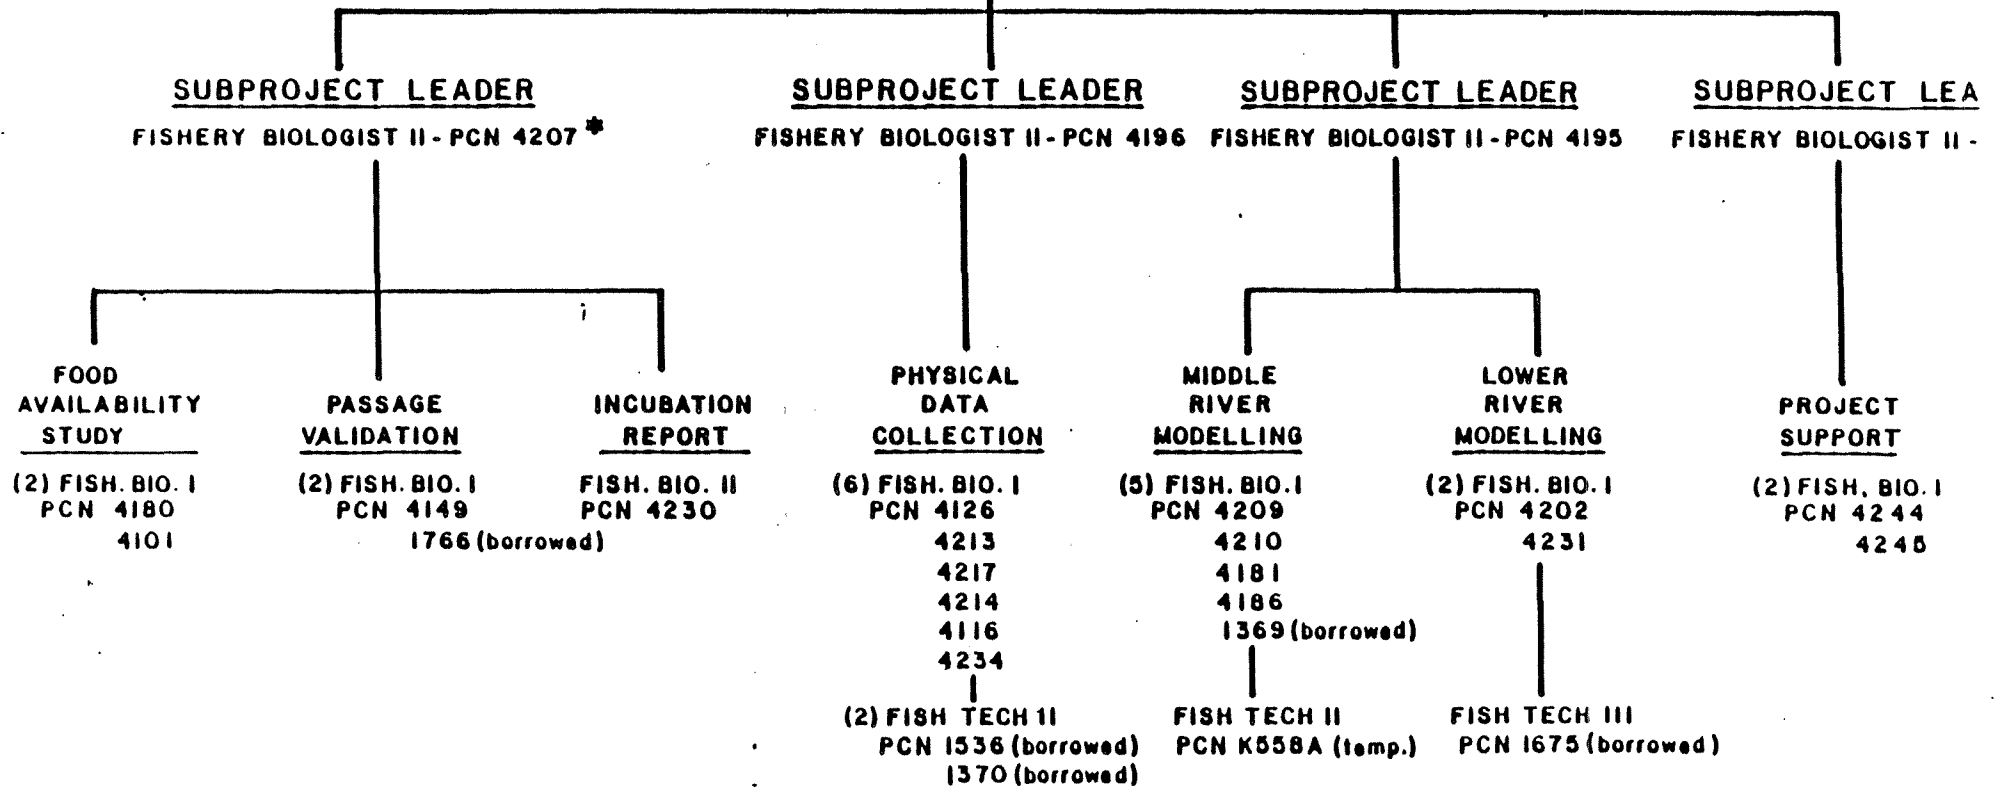 SUBPROJECT LEADER
FISHERY BIOLOGIST II - PCN 4207 *
SUBPROJECT LEADER
FISHERY BIOLOGIST II - PCN 4196
SUBPROJECT LEADER
FISHERY BIOLOGIST II - PCN 4195
SUBPROJECT LEA
FISHERY BIOLOGIST II -
FOOD
AVAILABILITY
STUDY
(2) FISH. BIO. I
PCN 4180
4101
PASSAGE
VALIDATION
(2) FISH. BIO. I
PCN 4149
1766 (borrowed)
INCUBATION
REPORT
FISH. BIO. II
PCN 4230
PHYSICAL
DATA
COLLECTION
(6) FISH. BIO. I
PCN 4126
4213
4217
4214
4116
4234
(2) FISH TECH II
PCN 1536 (borrowed)
1370 (borrowed)
MIDDLE
RIVER
MODELLING
(5) FISH. BIO. I
PCN 4209
4210
4181
4186
1369 (borrowed)
FISH TECH II
PCN K558A (temp.)
LOWER
RIVER
MODELLING
(2) FISH. BIO. I
PCN 4202
4231
FISH TECH III
PCN 1675 (borrowed)
PROJECT
SUPPORT
(2) FISH. BIO. I
PCN 4244
4245